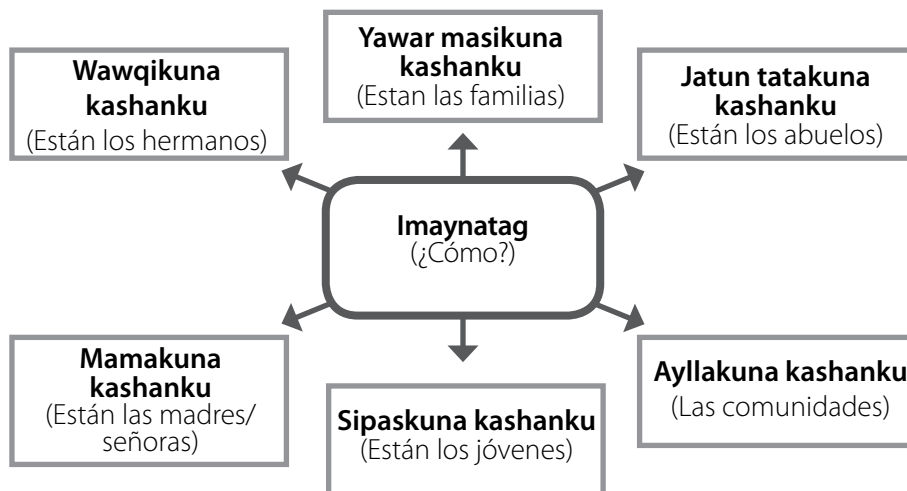 Yawar masikuna
kashanku
(Estan las familias)
Wawqikuna
kashanku
(Están los hermanos)
Jatun tatakuna
kashanku
(Están los abuelos)
Imaynatag
(¿Cómo?)
Mamakuna
kashanku
(Están las madres/
señoras)
Sipaskuna kashanku
(Están los jóvenes)
Ayllakuna kashanku
(Las comunidades)